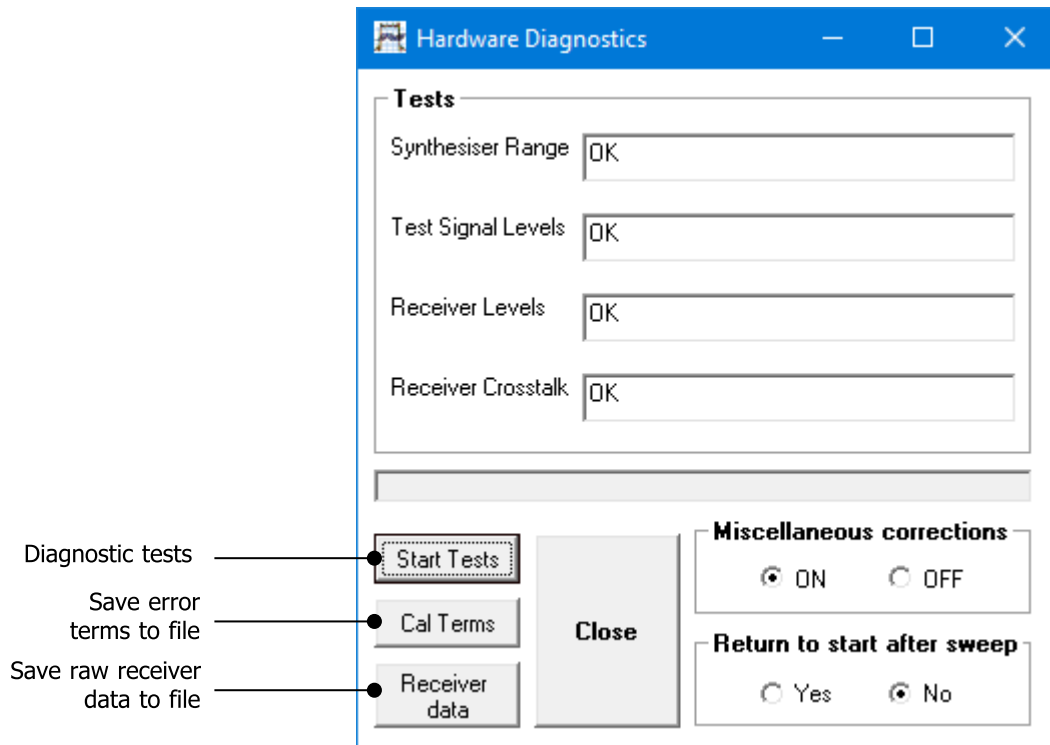 Hardware Diagnostics
Tests
Synthesiser Range
OK
Test Signal Levels
OK
Receiver Levels
OK
Receiver Crosstalk
OK
Diagnostic tests
Start Tests
Save error
terms to file
Cal Terms
Save raw receiver
data to file
Receiver
data
Close
Miscellaneous corrections
ON OFF
Return to start after sweep
Yes No